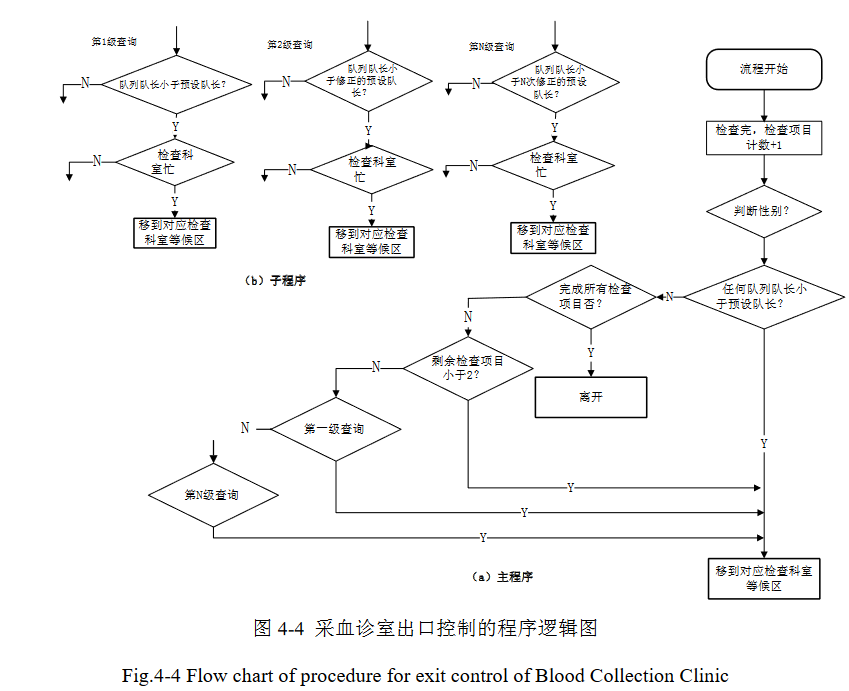 第1级查询
队列队长小于预设队长?
N
Y
检查科
室忙
N
Y
移到对应检查
科室等候区
第2级查询
队列队长小
于修正的预设队
长?
N
Y
检查科室
忙
N
Y
移到对应检查
科室等候区
第N级查询
队列队长小
于N次修正的预设
队长?
N
Y
检查科室
忙
N
Y
移到对应检查
科室等候区
(b)子程序
流程开始
检查完,检查项目
计数+1
判断性别?
任何队列队长小
于预设队长?
N
Y
完成所有检查
项目否?
N
Y
离开
剩余检查项目
小于2?
N
Y
第一级查询
N
Y
第N级查询
Y
移到对应检查科室
等候区
(a)主程序
图 4-4 采血诊室出口控制的程序逻辑图
Fig.4-4 Flow chart of procedure for exit control of Blood Collection Clinic